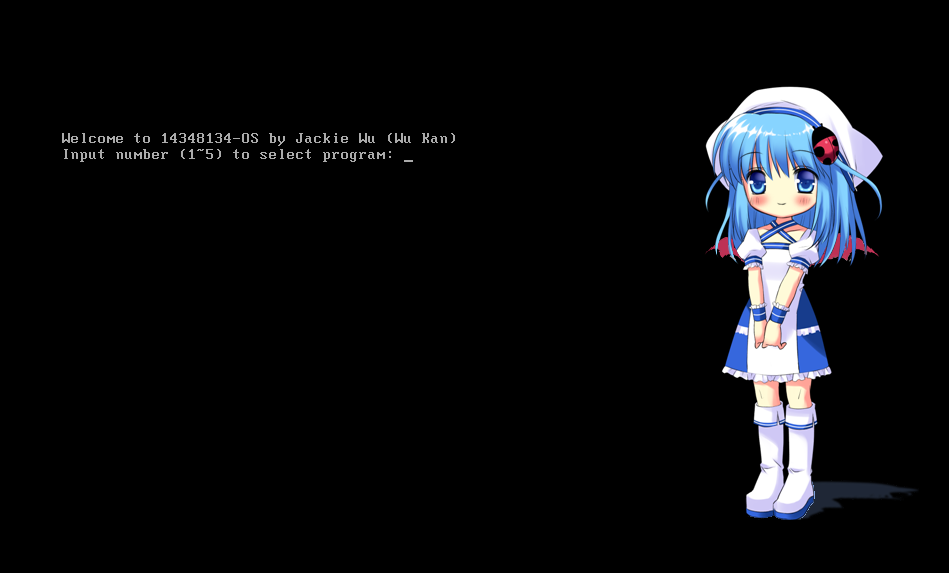 Welcome to 14348134-OS by Jackie Wu (Wu Kan)
Input number (1~5) to select program: _